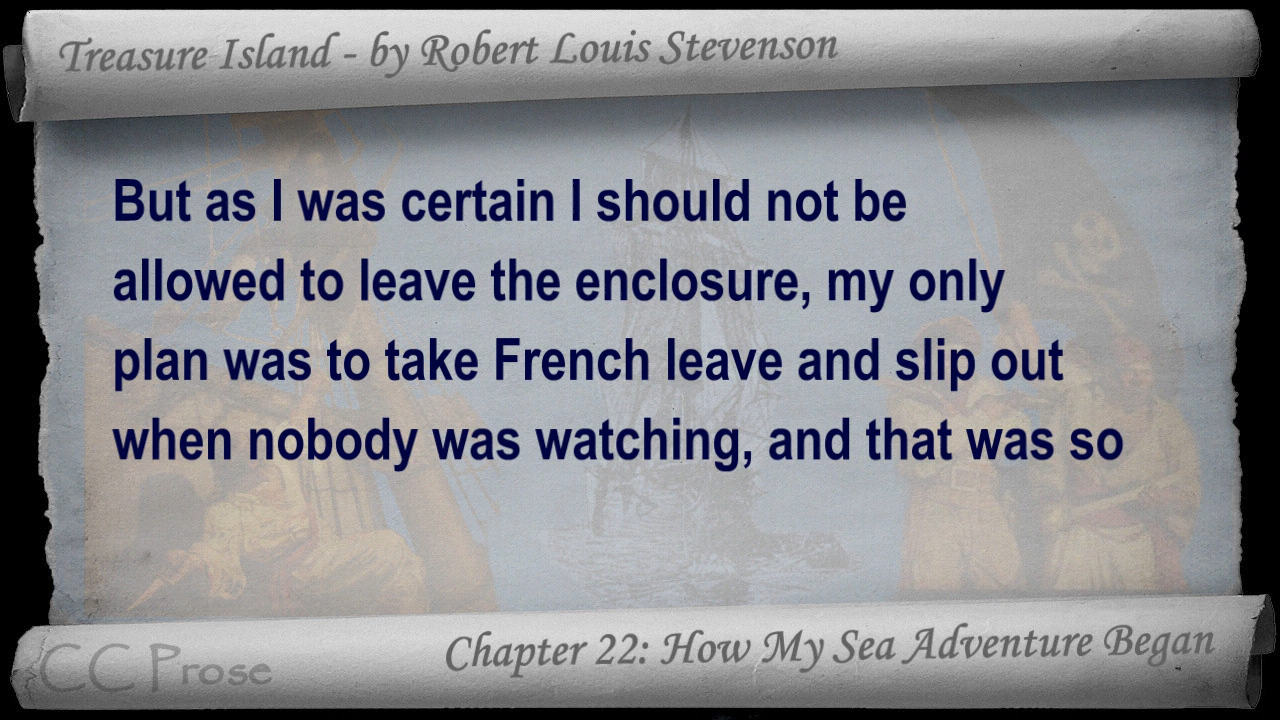 Treasure Island - by Robert Louis Stevenson
But as I was certain I should not be
allowed to leave the enclosure, my only
plan was to take French leave and slip out
when nobody was watching, and that was so
Chapter 22: How My Sea Adventure Began
CC Prose